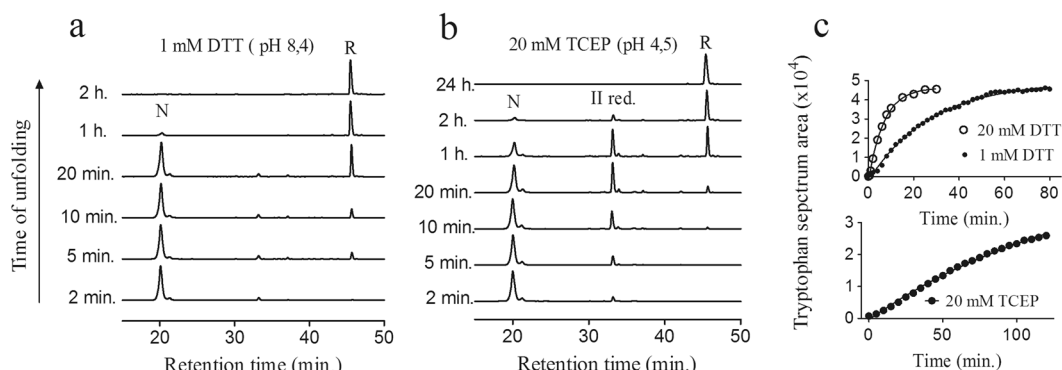 a
1 mM DTT ( pH 8,4)
R
2 h.
N
1 h.
20 min.
10 min.
5 min.
2 min.
Time of unfolding
20 30 40 50
Retention time (min.)
b
20 mM TCEP (pH 4,5)
R
24 h.
N
II red.
2 h.
1 h.
20 min.
10 min.
5 min.
2 min.
20 30 40 50
Retention time (min.)
c
Tryptophan sepctrum area (x10⁴)
5
4
3
2
1
0
20 mM DTT
1 mM DTT
0 20 40 60 80
Time (min.)
3
2
1
0
20 mM TCEP
0 50 100
Time (min.)